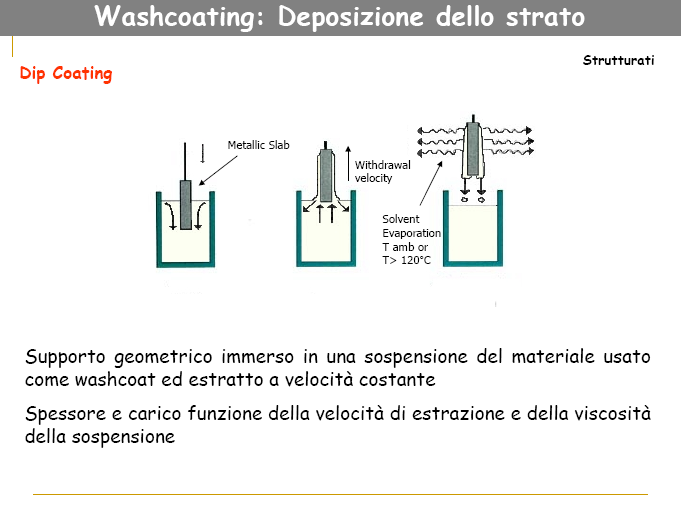 Washcoating: Deposizione dello strato
Strutturati
Dip Coating
Metallic Slab
Withdrawal
velocity
Solvent
Evaporation
T amb or
T> 120°C
Supporto geometrico immerso in una sospensione del materiale usato
come washcoat ed estratto a velocità costante
Spessore e carico funzione della velocità di estrazione e della viscosità
della sospensione